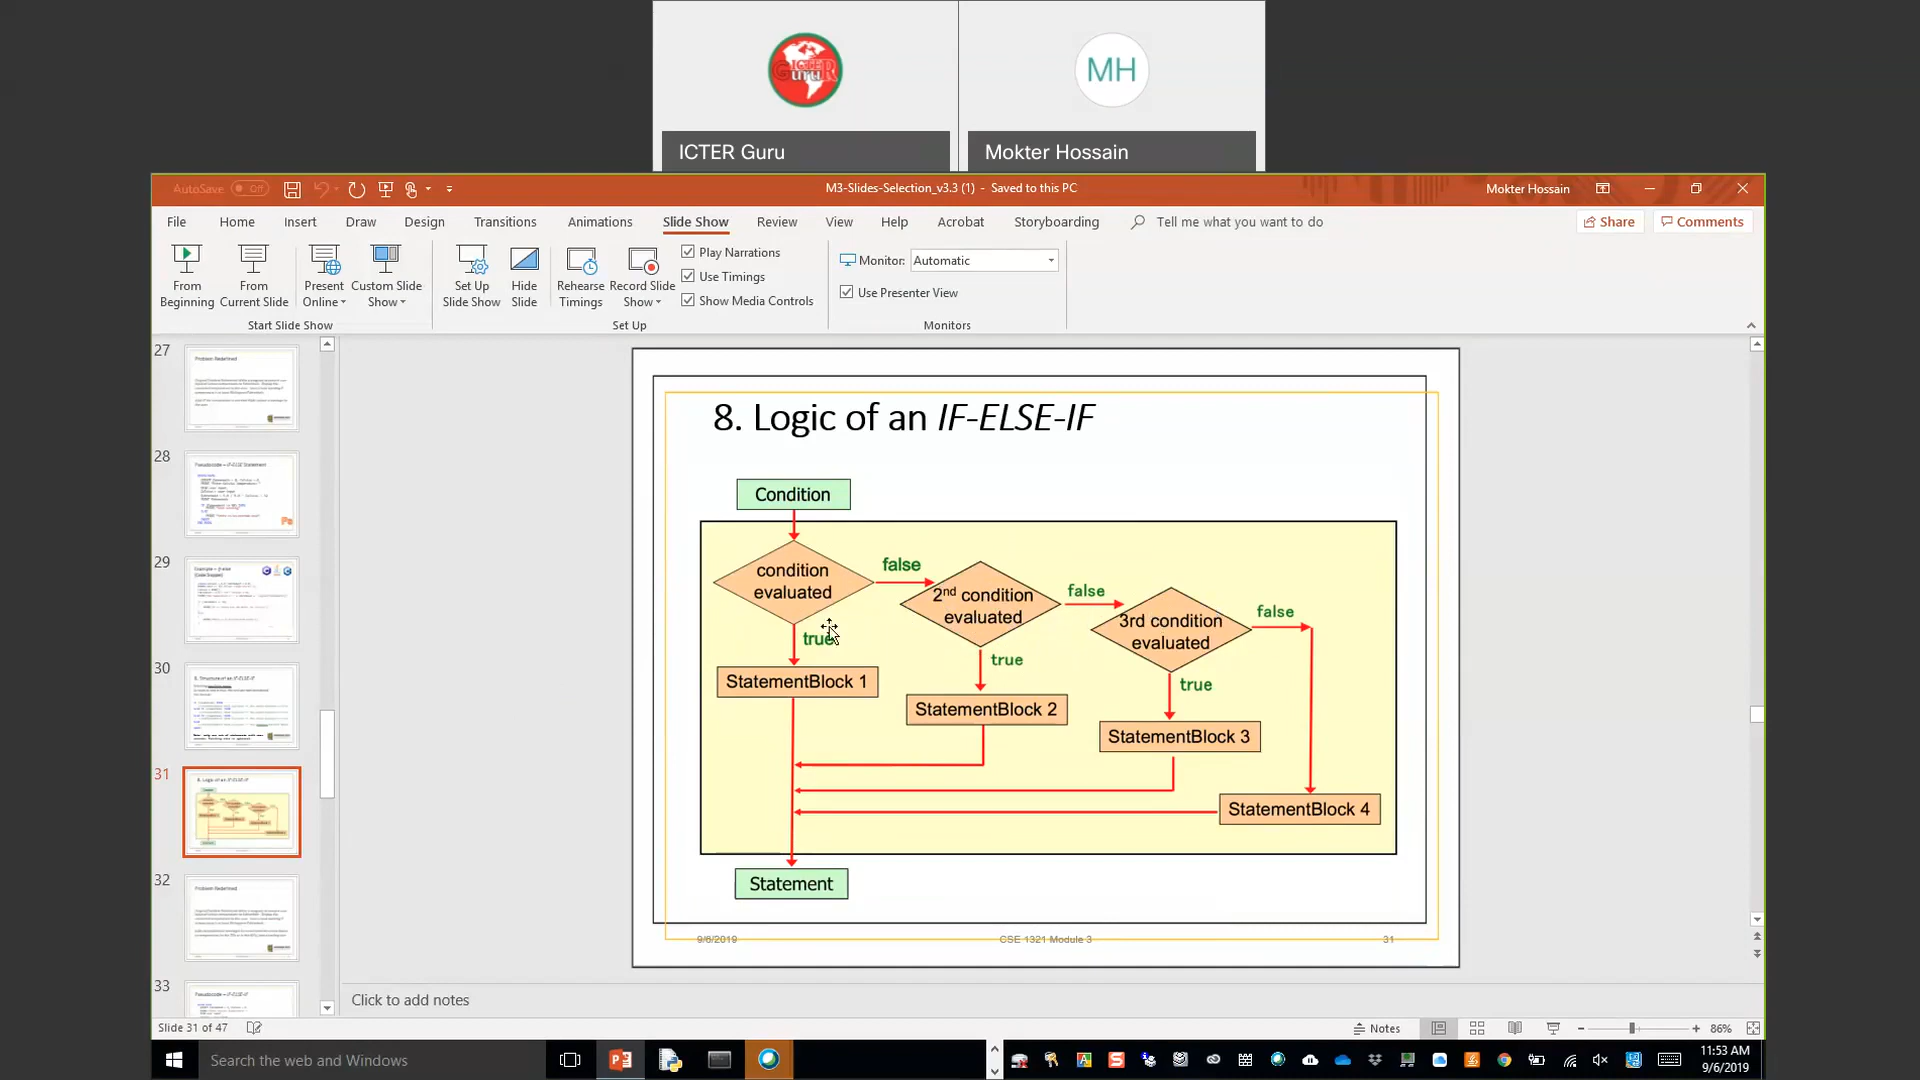 MH
ICTER Guru
Mokter Hossain
AutoSave Off
M3-Slides-Selection_v3.3 (1) - Saved to this PC
Mokter Hossain
File Home Insert Draw Design Transitions Animations Slide Show Review View Help Acrobat Storyboarding Tell me what you want to do
Share Comments
From Beginning
From Current Slide
Present Online
Custom Slide Show
Set Up Slide Show
Hide Slide
Rehearse Timings
Record Slide Show
Play Narrations
Use Timings
Show Media Controls
Monitor: Automatic
Use Presenter View
Start Slide Show
Set Up
Monitors
27
Problem Redefined
28
29
30
31
32
Problem Redefined
33
8. Logic of an IF-ELSE-IF
Condition
condition
evaluated
false
2nd condition
evaluated
false
3rd condition
evaluated
false
true
true
true
StatementBlock 1
StatementBlock 2
StatementBlock 3
StatementBlock 4
Statement
9/6/2019
CSE 1321 Module 3
31
Click to add notes
Slide 31 of 47
Notes
86%
Search the web and Windows
11:53 AM
9/6/2019